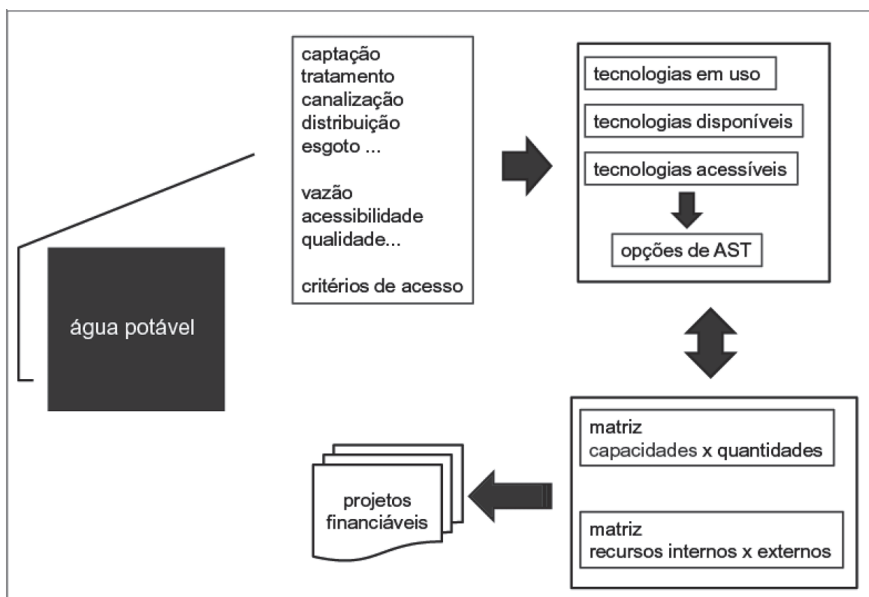 água potável
captação
tratamento
canalização
distribuição
esgoto ...
vazão
acessibilidade
qualidade...
critérios de acesso
tecnologias em uso
tecnologias disponíveis
tecnologias acessíveis
opções de AST
matriz
capacidades x quantidades
matriz
recursos internos x externos
projetos
financiáveis